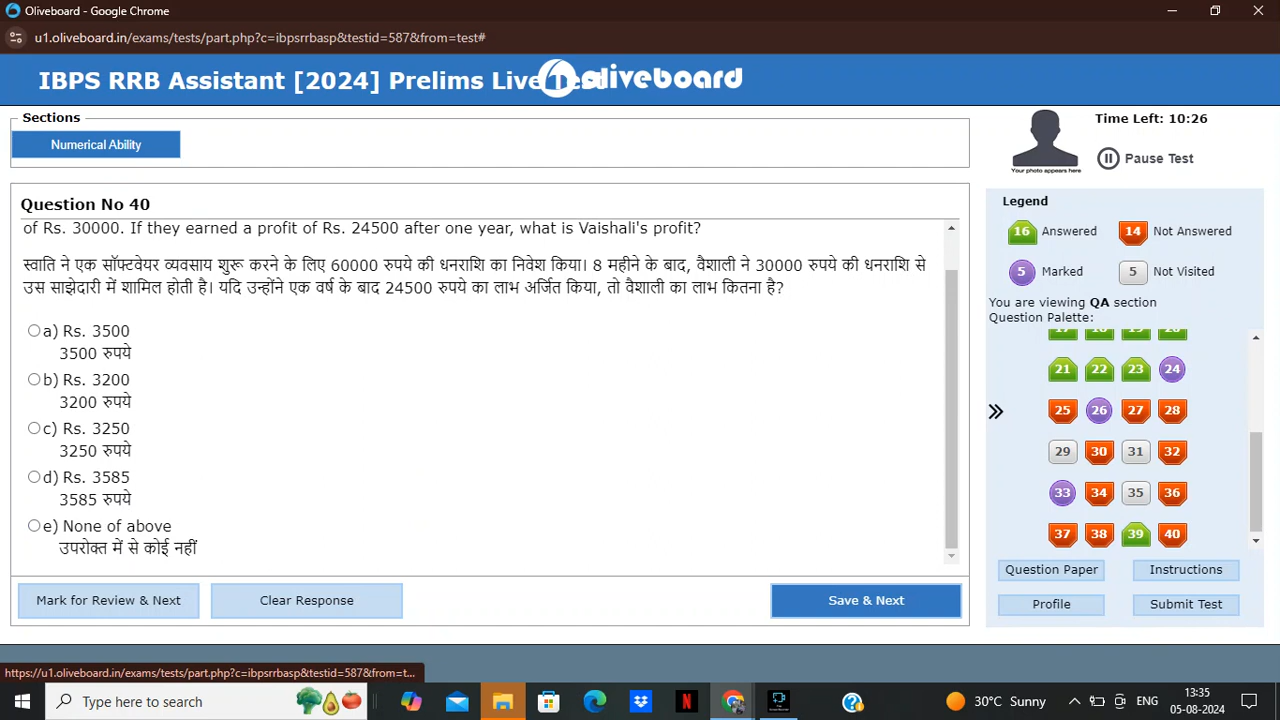 Oliveboard - Google Chrome
u1.oliveboard.in/exams/tests/part.php?c=ibpsrrbasp&testid=587&from=test#
IBPS RRB Assistant [2024] Prelims Live
oliveboard
Sections
Numerical Ability
Time Left: 10:26
Pause Test
Your photo appears here
Question No 40
of Rs. 30000. If they earned a profit of Rs. 24500 after one year, what is Vaishali's profit?
स्वाति ने एक सॉफ्टवेयर व्यवसाय शुरू करने के लिए 60000 रुपये की धनराशि का निवेश किया। 8 महीने के बाद, वैशाली ने 30000 रुपये की धनराशि से
उस साझेदारी में शामिल होती है। यदि उन्होंने एक वर्ष के बाद 24500 रुपये का लाभ अर्जित किया, तो वैशाली का लाभ कितना है?
a) Rs. 3500
3500 रुपये
b) Rs. 3200
3200 रुपये
c) Rs. 3250
3250 रुपये
d) Rs. 3585
3585 रुपये
e) None of above
उपरोक्त में से कोई नहीं
Mark for Review & Next
Clear Response
Save & Next
Legend
16 Answered 14 Not Answered
5 Marked 5 Not Visited
You are viewing QA section
Question Palette:
21 22 23 24
25 26 27 28
29 30 31 32
33 34 35 36
37 38 39 40
Question Paper Instructions
Profile Submit Test
https://u1.oliveboard.in/exams/tests/part.php?c=ibpsrrbasp&testid=587&from=t...
Type here to search
30°C Sunny
ENG
13:35
05-08-2024